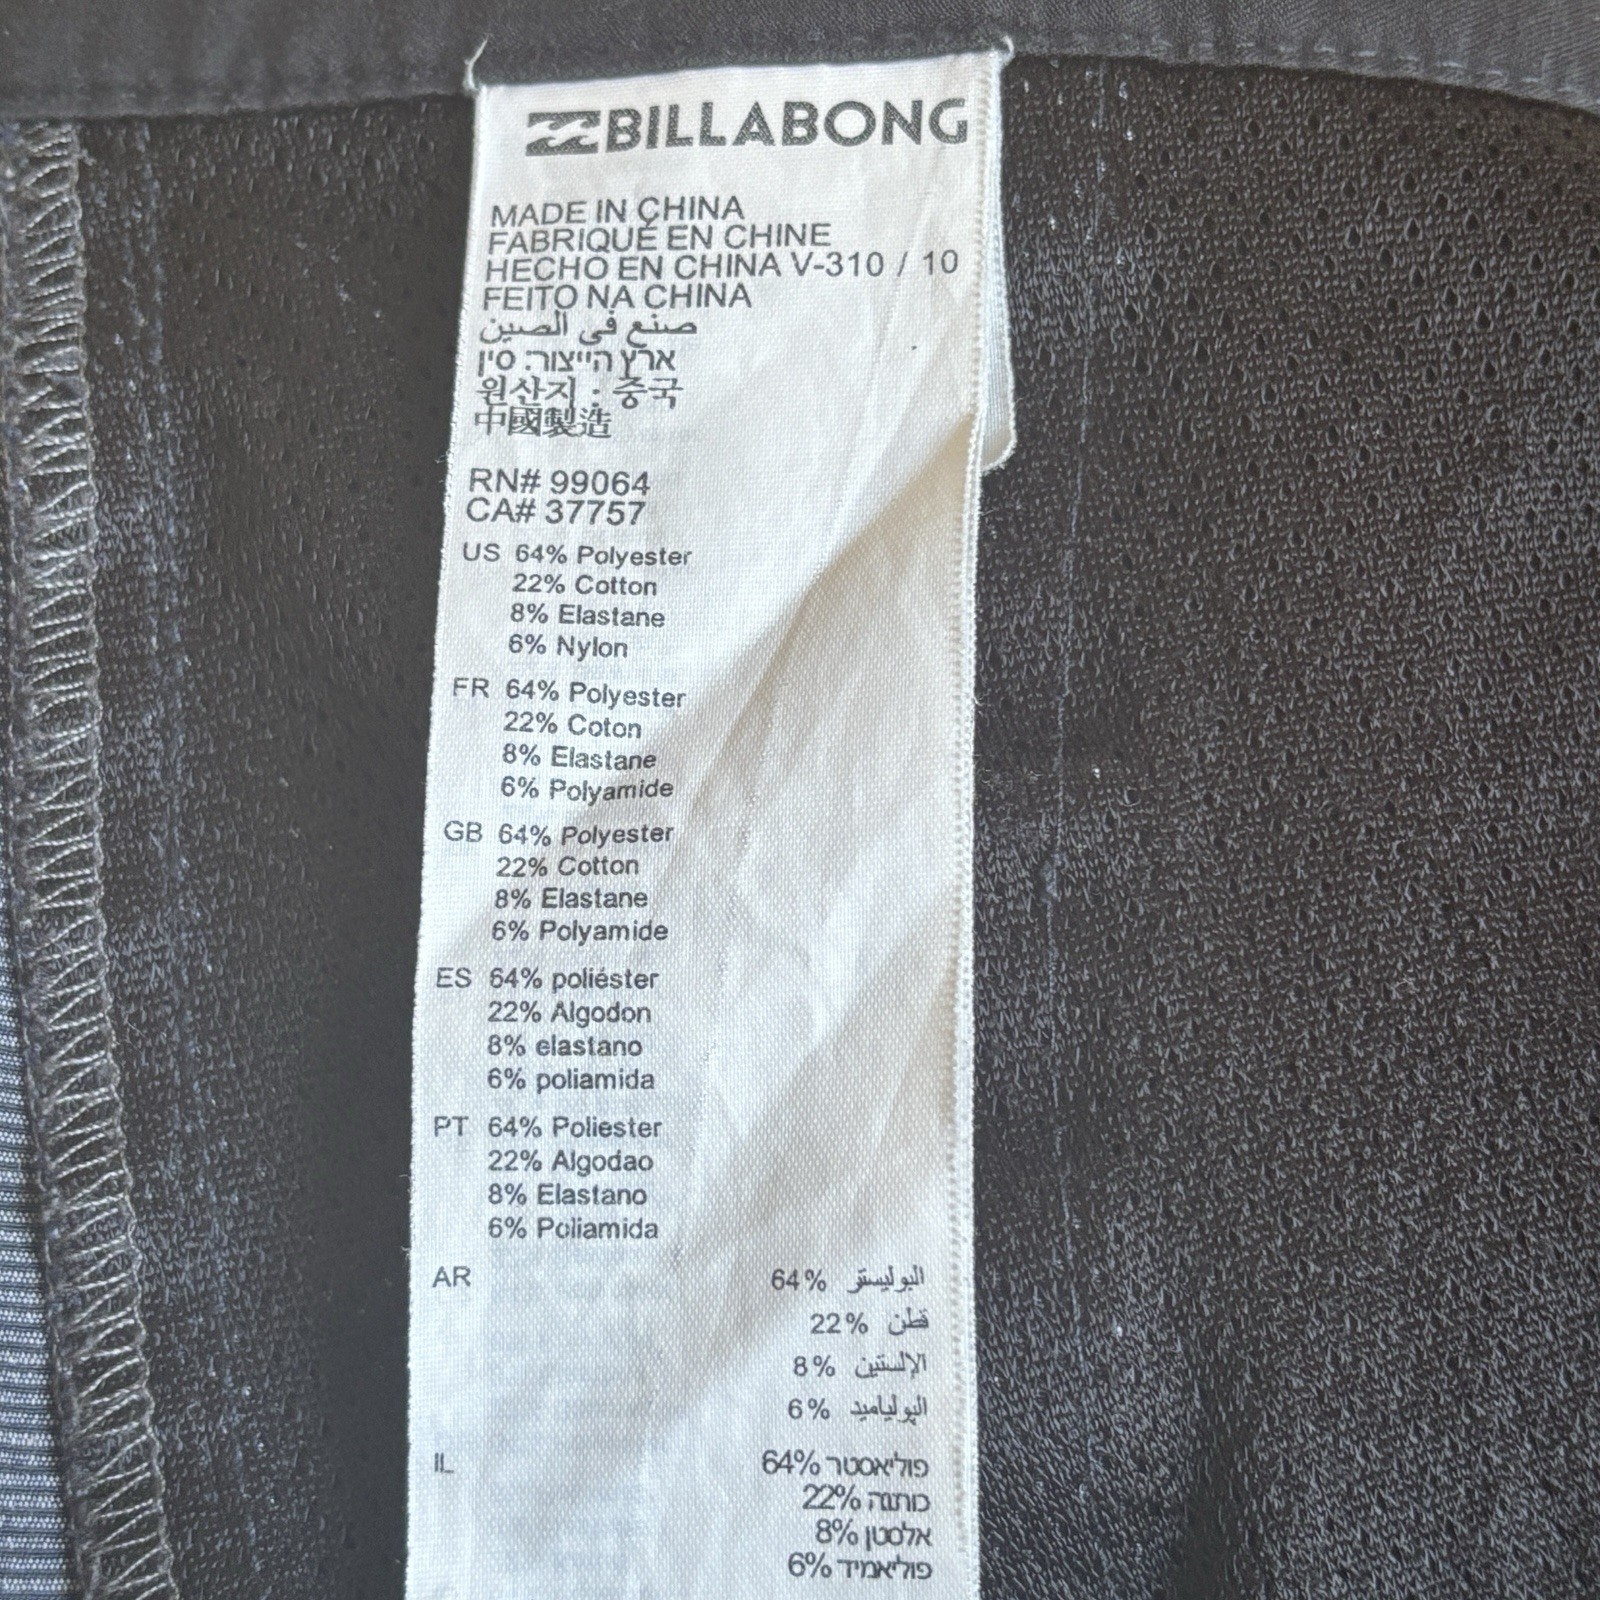 BILLABONG
MADE IN CHINA
FABRIQUÉ EN CHINE
HECHO EN CHINA V-310 / 10
FEITO NA CHINA
صنع في الصين
ארץ הייצור: סין
원산지 : 중국
中國製造
RN# 99064
CA# 37757
US 64% Polyester
22% Cotton
8% Elastane
6% Nylon
FR 64% Polyester
22% Coton
8% Elastane
6% Polyamide
GB 64% Polyester
22% Cotton
8% Elastane
6% Polyamide
ES 64% poliéster
22% Algodon
8% elastano
6% poliamida
PT 64% Poliester
22% Algodao
8% Elastano
6% Poliamida
AR 64% البوليستر
22% قطن
8% الالستين
6% البولياميد
IL 64% פוליאסטר
22% כותנה
8% אלסטן
6% פוליאמיד